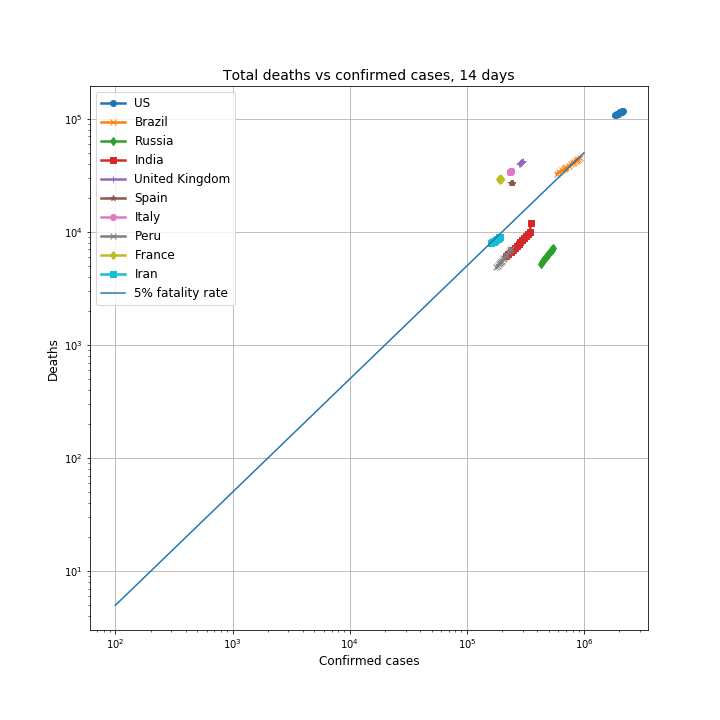 Total deaths vs confirmed cases, 14 days
US
Brazil
Russia
India
United Kingdom
Spain
Italy
Peru
France
Iran
5% fatality rate
Deaths
10⁵
10⁴
10³
10²
10¹
10² 10³ 10⁴ 10⁵ 10⁶
Confirmed cases